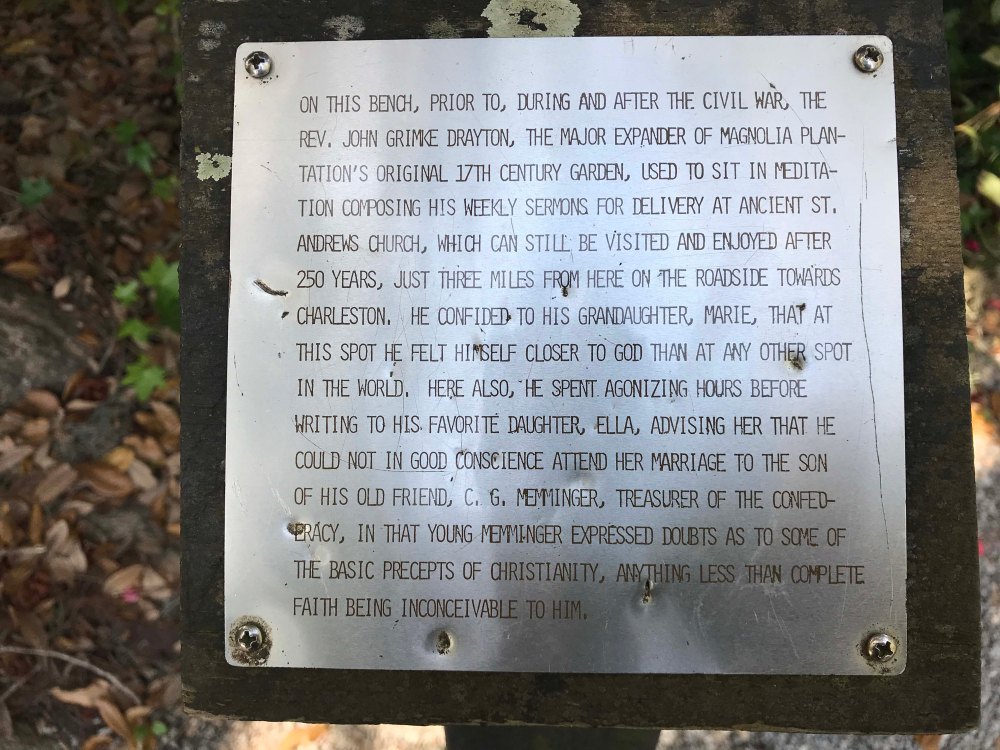 ON THIS BENCH, PRIOR TO, DURING AND AFTER THE CIVIL WAR, THE
REV. JOHN GRIMKE DRAYTON, THE MAJOR EXPANDER OF MAGNOLIA PLAN-
TATION'S ORIGINAL 17TH CENTURY GARDEN, USED TO SIT IN MEDITA-
TION COMPOSING HIS WEEKLY SERMONS FOR DELIVERY AT ANCIENT ST.
ANDREWS CHURCH, WHICH CAN STILL BE VISITED AND ENJOYED AFTER
250 YEARS, JUST THREE MILES FROM HERE ON THE ROADSIDE TOWARDS
CHARLESTON. HE CONFIDED TO HIS GRANDAUGHTER, MARIE, THAT AT
THIS SPOT HE FELT HIMSELF CLOSER TO GOD THAN AT ANY OTHER SPOT
IN THE WORLD. HERE ALSO, HE SPENT AGONIZING HOURS BEFORE
WRITING TO HIS FAVORITE DAUGHTER, ELLA, ADVISING HER THAT HE
COULD NOT IN GOOD CONSCIENCE ATTEND HER MARRIAGE TO THE SON
OF HIS OLD FRIEND, C. G. MEMMINGER, TREASURER OF THE CONFED-
ERACY, IN THAT YOUNG MEMMINGER EXPRESSED DOUBTS AS TO SOME OF
THE BASIC PRECEPTS OF CHRISTIANITY, ANYTHING LESS THAN COMPLETE
FAITH BEING INCONCEIVABLE TO HIM.